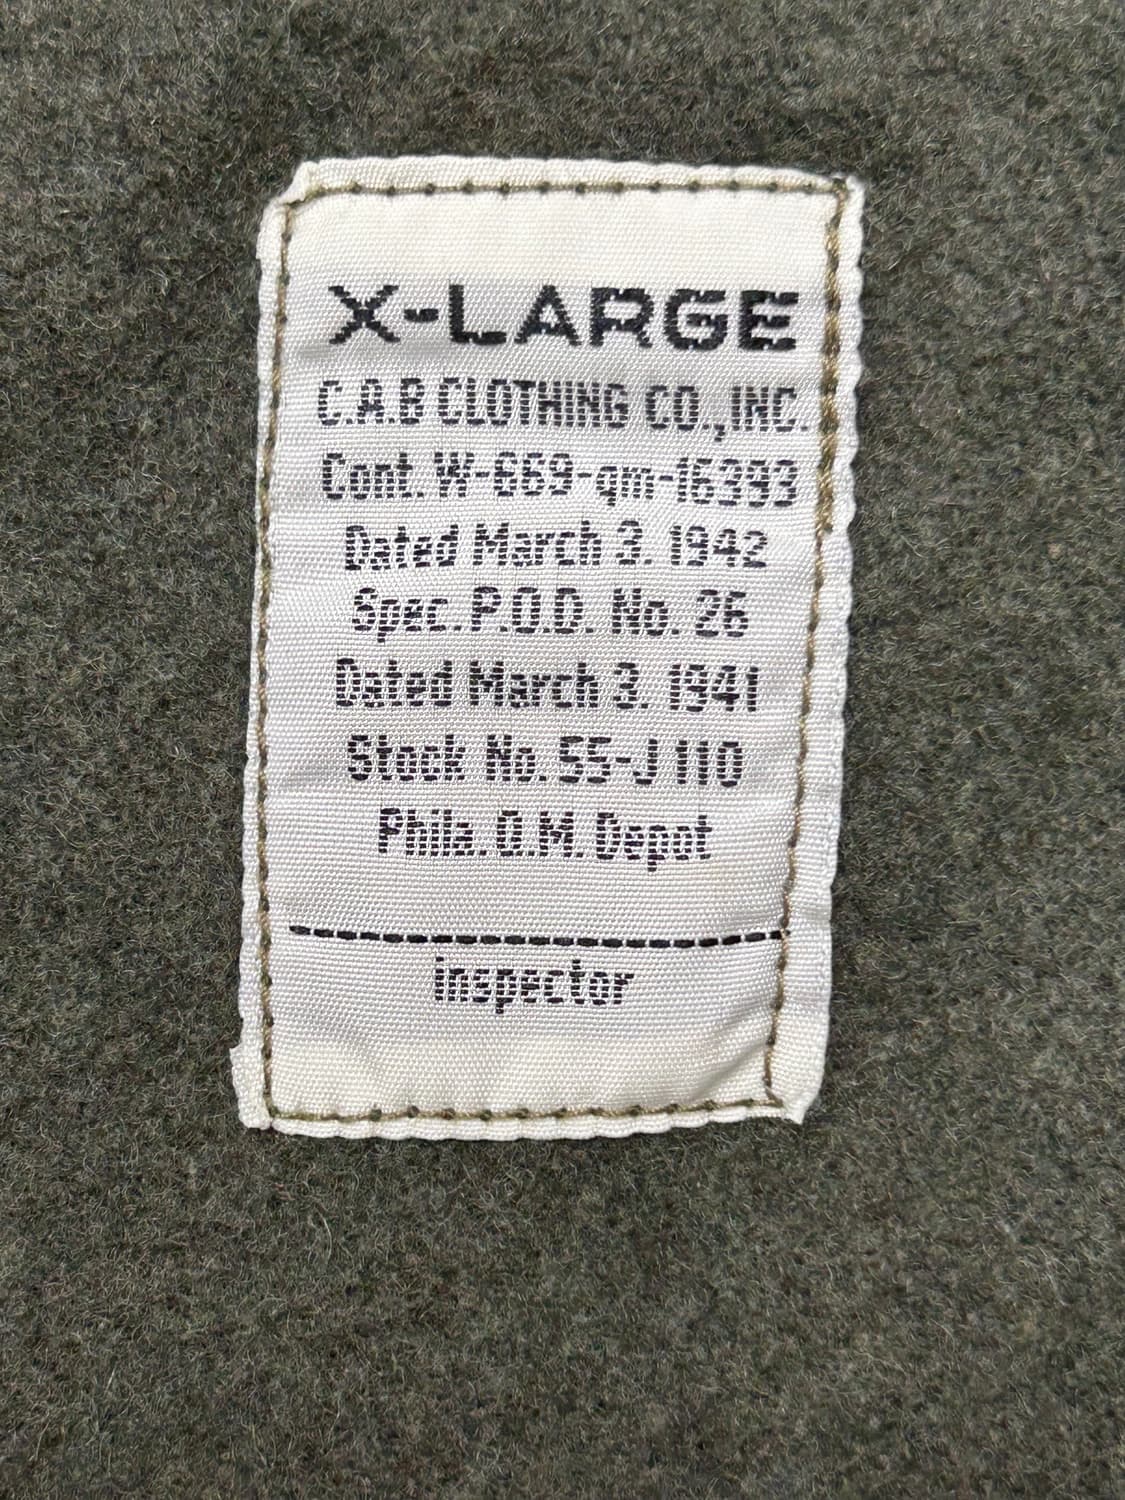 X-LARGE
C.A.B CLOTHING CO., INC.
Cont. W-669-qm-16393
Dated March 3. 1942
Spec. P.O.D. No. 26
Dated March 3. 1941
Stock No. 55-J 110
Phila. Q.M. Depot
inspector